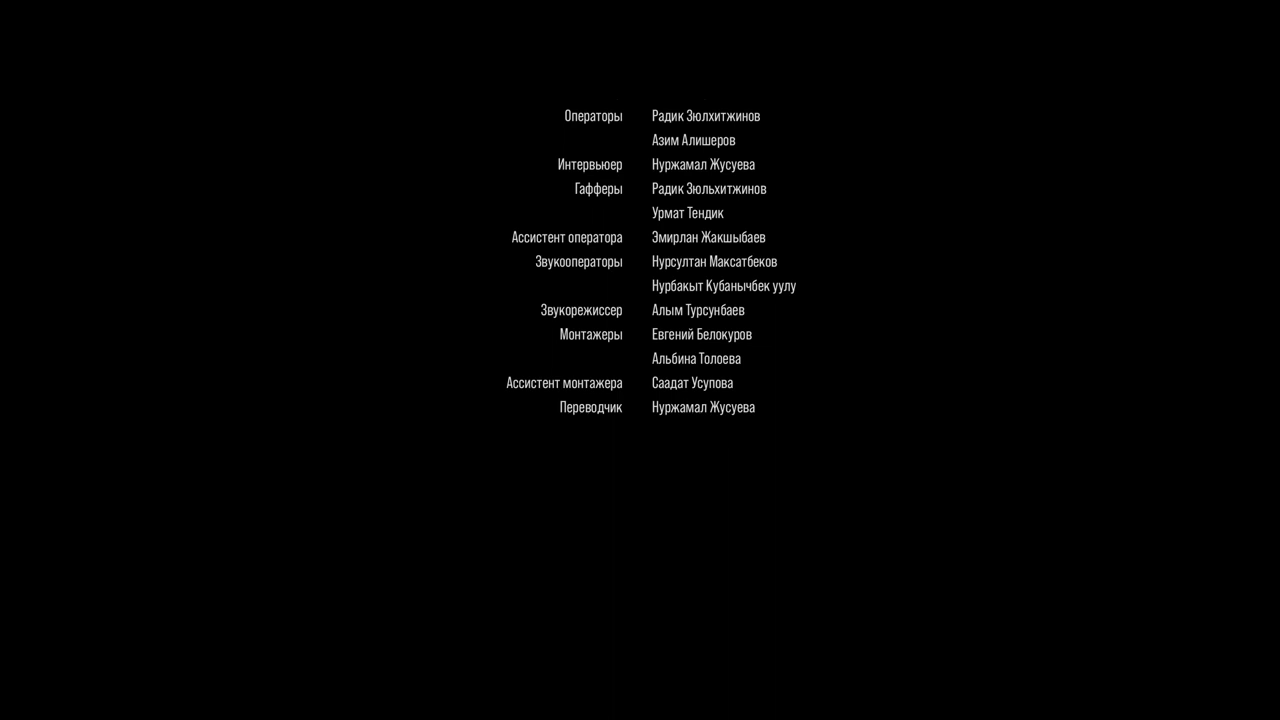 Операторы Радик Зюлхитжинов
Азим Алишеров
Интервьюер Нуржамал Жусуева
Гафферы Радик Зюльхитжинов
Урмат Тендик
Ассистент оператора Эмирлан Жакшыбаев
Звукооператоры Нурсултан Максатбеков
Нурбакыт Кубанычбек уулу
Звукорежиссер Алым Турсунбаев
Монтажеры Евгений Белокуров
Альбина Толоева
Ассистент монтажера Саадат Усупова
Переводчик Нуржамал Жусуева